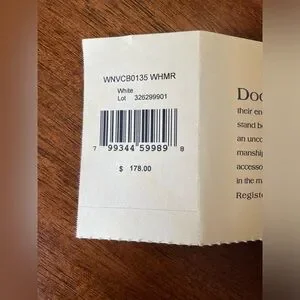 WNVCB0135 WHMR
White
Lot 326299901
7 99344 59989 8
$ 178.00
Doo
their en
stand b
an unco
manship
accesso
in the m
Registe